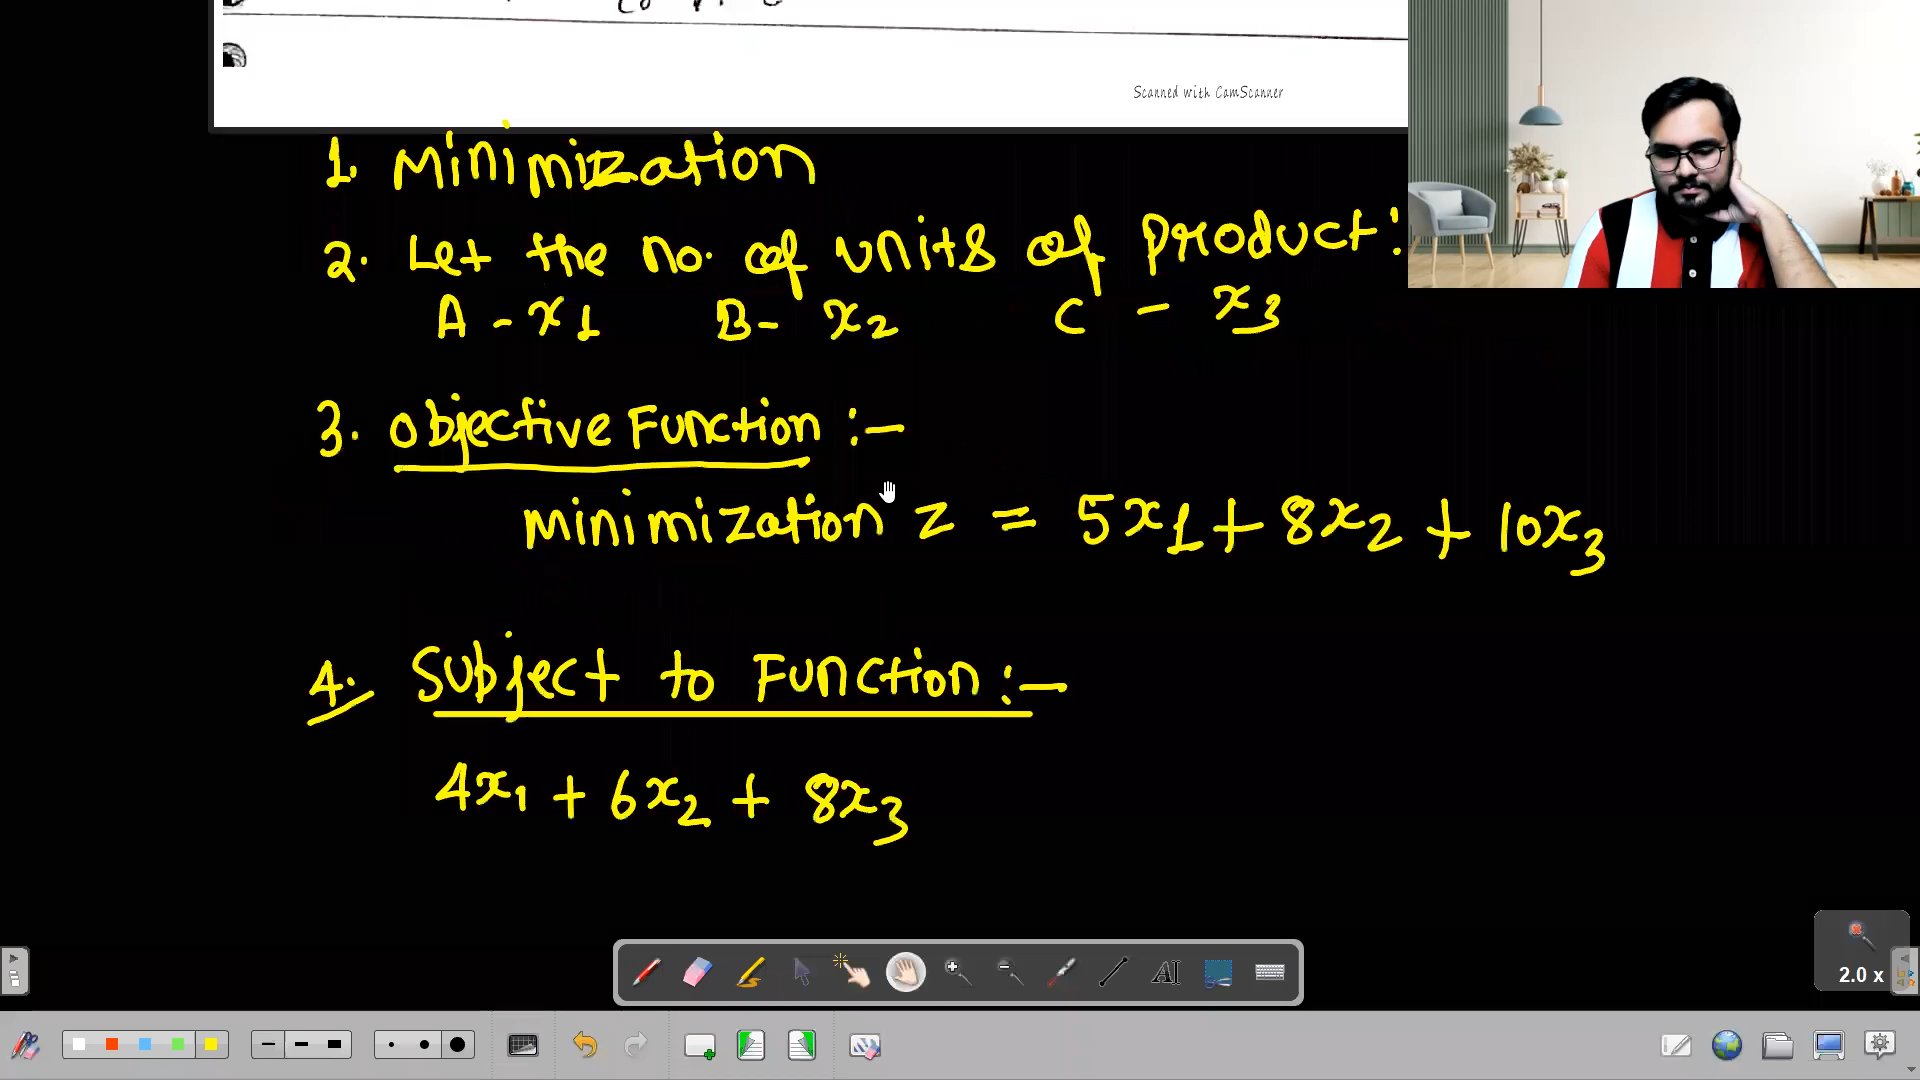 Scanned with CamScanner
1. Minimization
2. Let the no. of units of product:
A - x1 B - x2 C - x3
3. Objective Function :-
minimization z = 5x1 + 8x2 + 10x3
4. Subject to Function :-
4x1 + 6x2 + 8x3
2.0 x